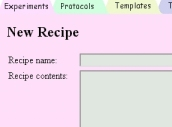 Experiments Protocols Templates
New Recipe
Recipe name:
Recipe contents: